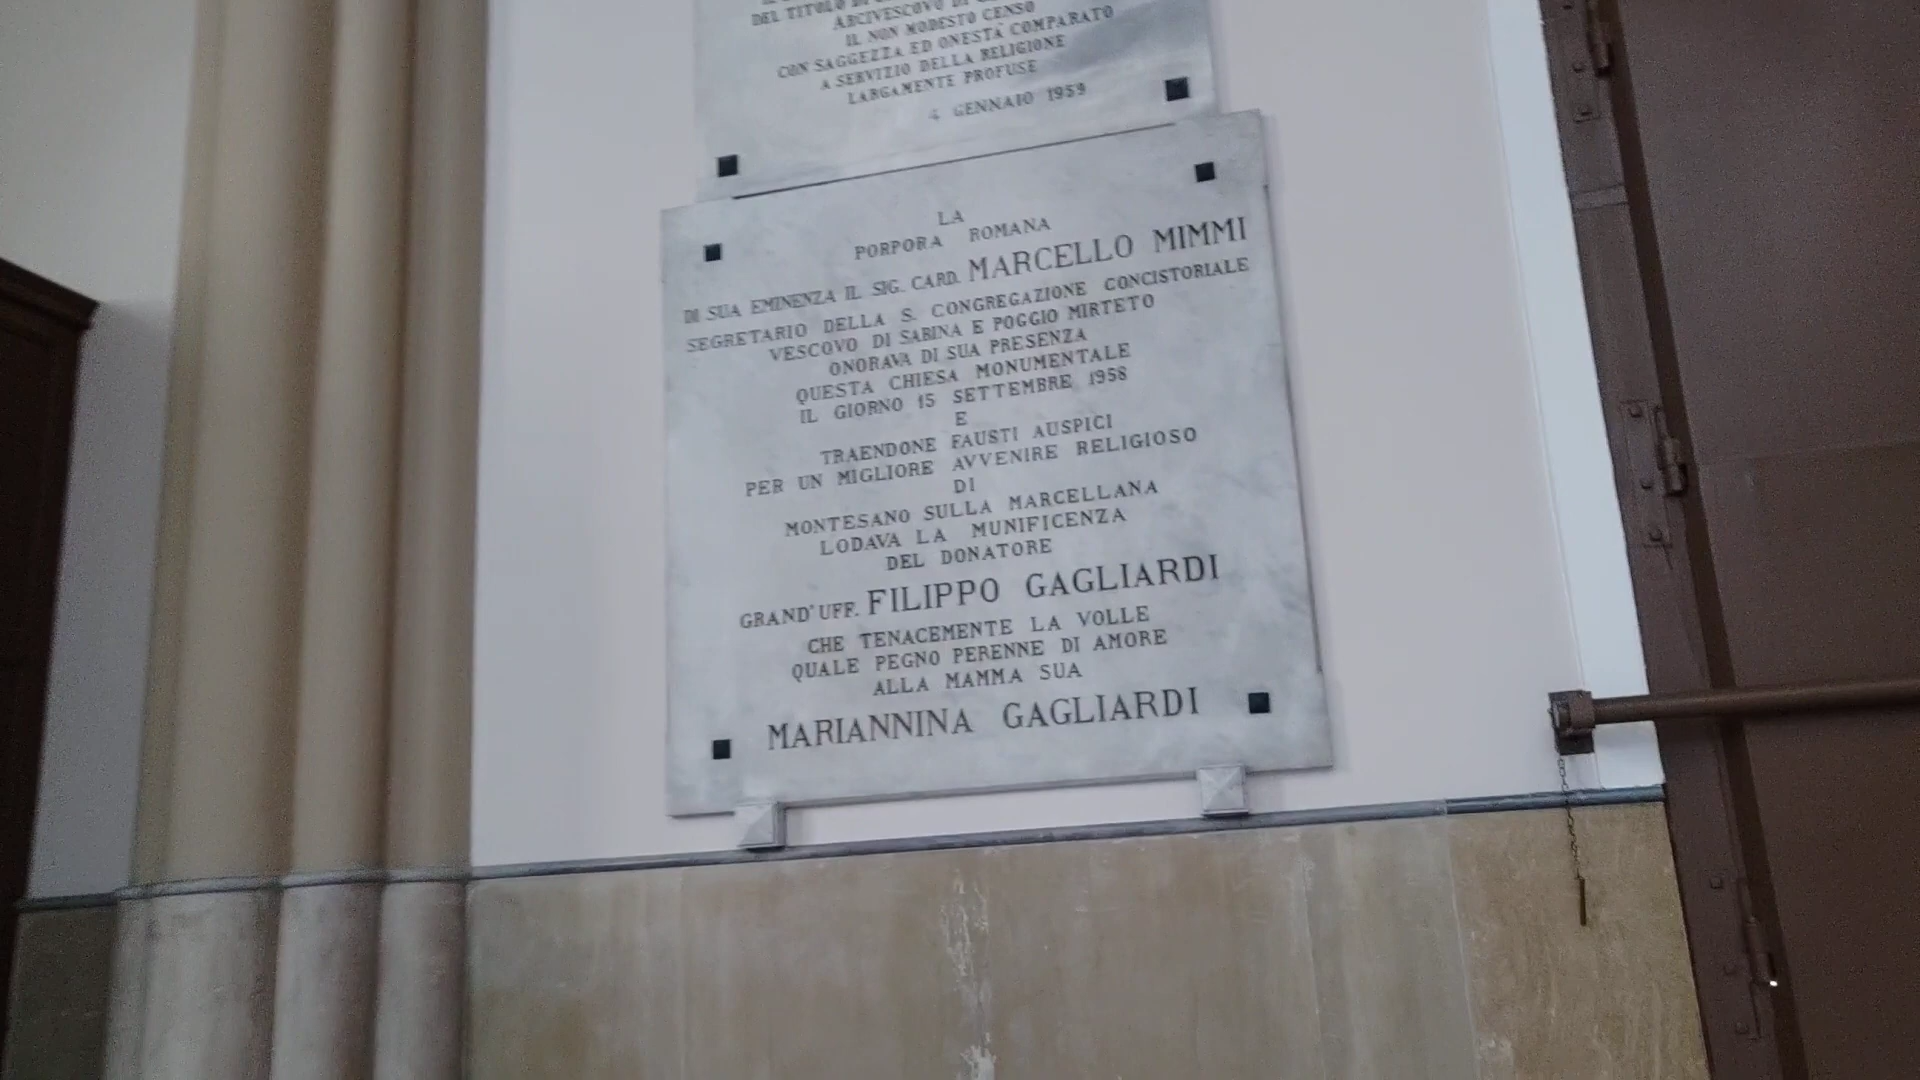 DEL TITOLO DI
ARCIVESCOVO DI
IL NON MODESTO CENSO
CON SAGGEZZA ED ONESTÀ COMPARATO
A SERVIZIO DELLA RELIGIONE
LARGAMENTE PROFUSE
4 GENNAIO 1959
LA
PORPORA ROMANA
DI SUA EMINENZA IL SIG. CARD. MARCELLO MIMMI
SEGRETARIO DELLA S. CONGREGAZIONE CONCISTORIALE
VESCOVO DI SABINA E POGGIO MIRTETO
ONORAVA DI SUA PRESENZA
QUESTA CHIESA MONUMENTALE
IL GIORNO 15 SETTEMBRE 1958
E
TRAENDONE FAUSTI AUSPICI
PER UN MIGLIORE AVVENIRE RELIGIOSO
DI
MONTESANO SULLA MARCELLANA
LODAVA LA MUNIFICENZA
DEL DONATORE
GRAND'UFF. FILIPPO GAGLIARDI
CHE TENACEMENTE LA VOLLE
QUALE PEGNO PERENNE DI AMORE
ALLA MAMMA SUA
MARIANNINA GAGLIARDI